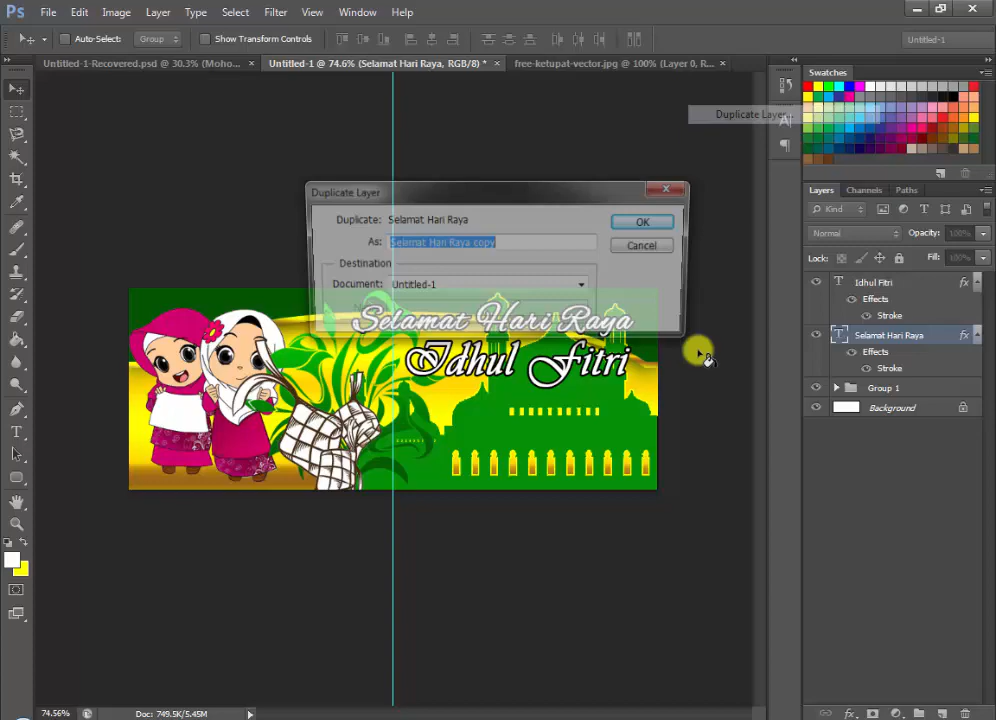 Ps File Edit Image Layer Type Select Filter View Window Help
Auto-Select: Group Show Transform Controls Untitled-1
Untitled-1-Recovered.psd @ 30.3% (Moho... × Untitled-1 @ 74.6% (Selamat Hari Raya, RGB/8) * × free-ketupat-vector.jpg @ 100% (Layer 0, R... ×
Swatches
Duplicate Layer...
Duplicate Layer
Duplicate: Selamat Hari Raya
OK
As: Selamat Hari Raya copy
Cancel
Destination
Document: Untitled-1
Selamat Hari Raya
Idhul Fitri
Layers Channels Paths
Kind
Normal Opacity: 100%
Lock: Fill: 100%
Idhul Fitri fx
Effects
Stroke
Selamat Hari Raya fx
Effects
Stroke
Group 1
Background
74.56% Doc: 749.5K/5.45M